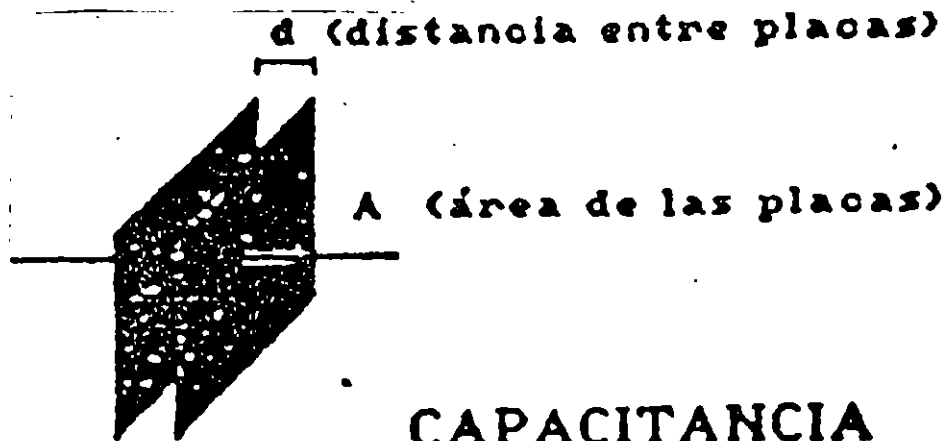 d (distancia entre placas)
A (área de las placas)
CAPACITANCIA